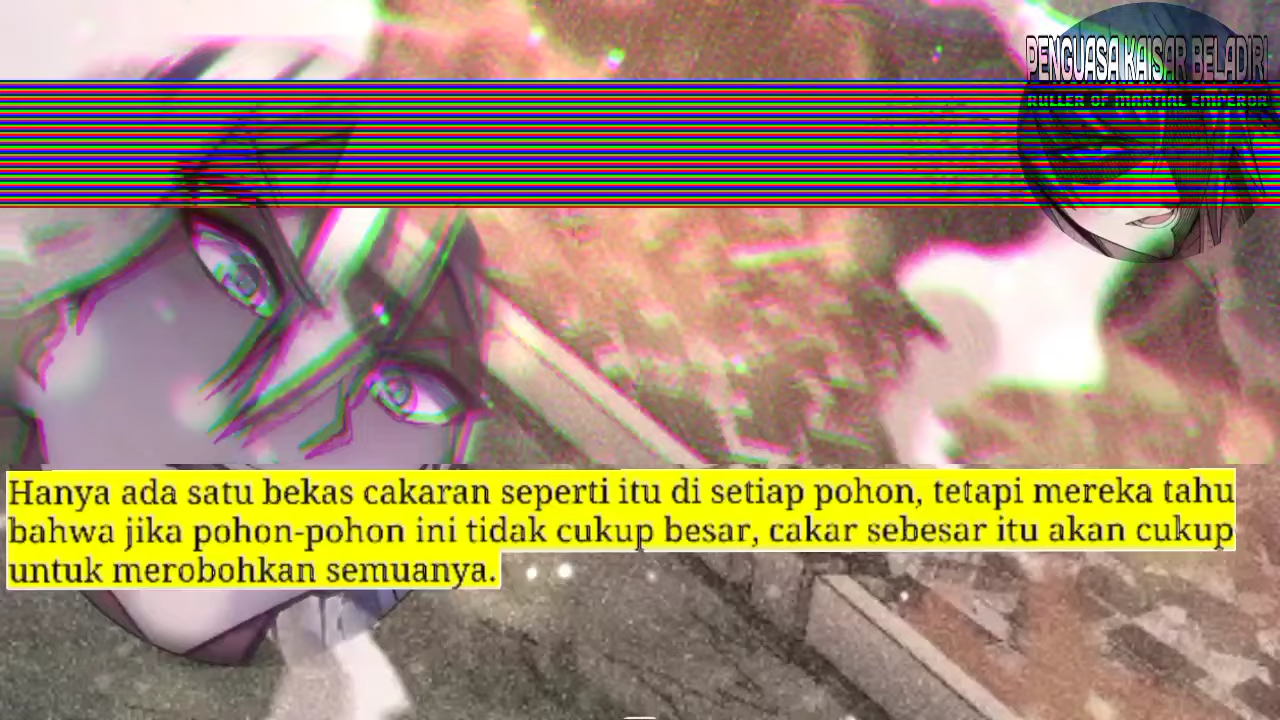 PENGUASA KAISAR BELADIRI
RULLER OF MARTIAL EMPEROR
Hanya ada satu bekas cakaran seperti itu di setiap pohon, tetapi mereka tahu
bahwa jika pohon-pohon ini tidak cukup besar, cakar sebesar itu akan cukup
untuk merobohkan semuanya.